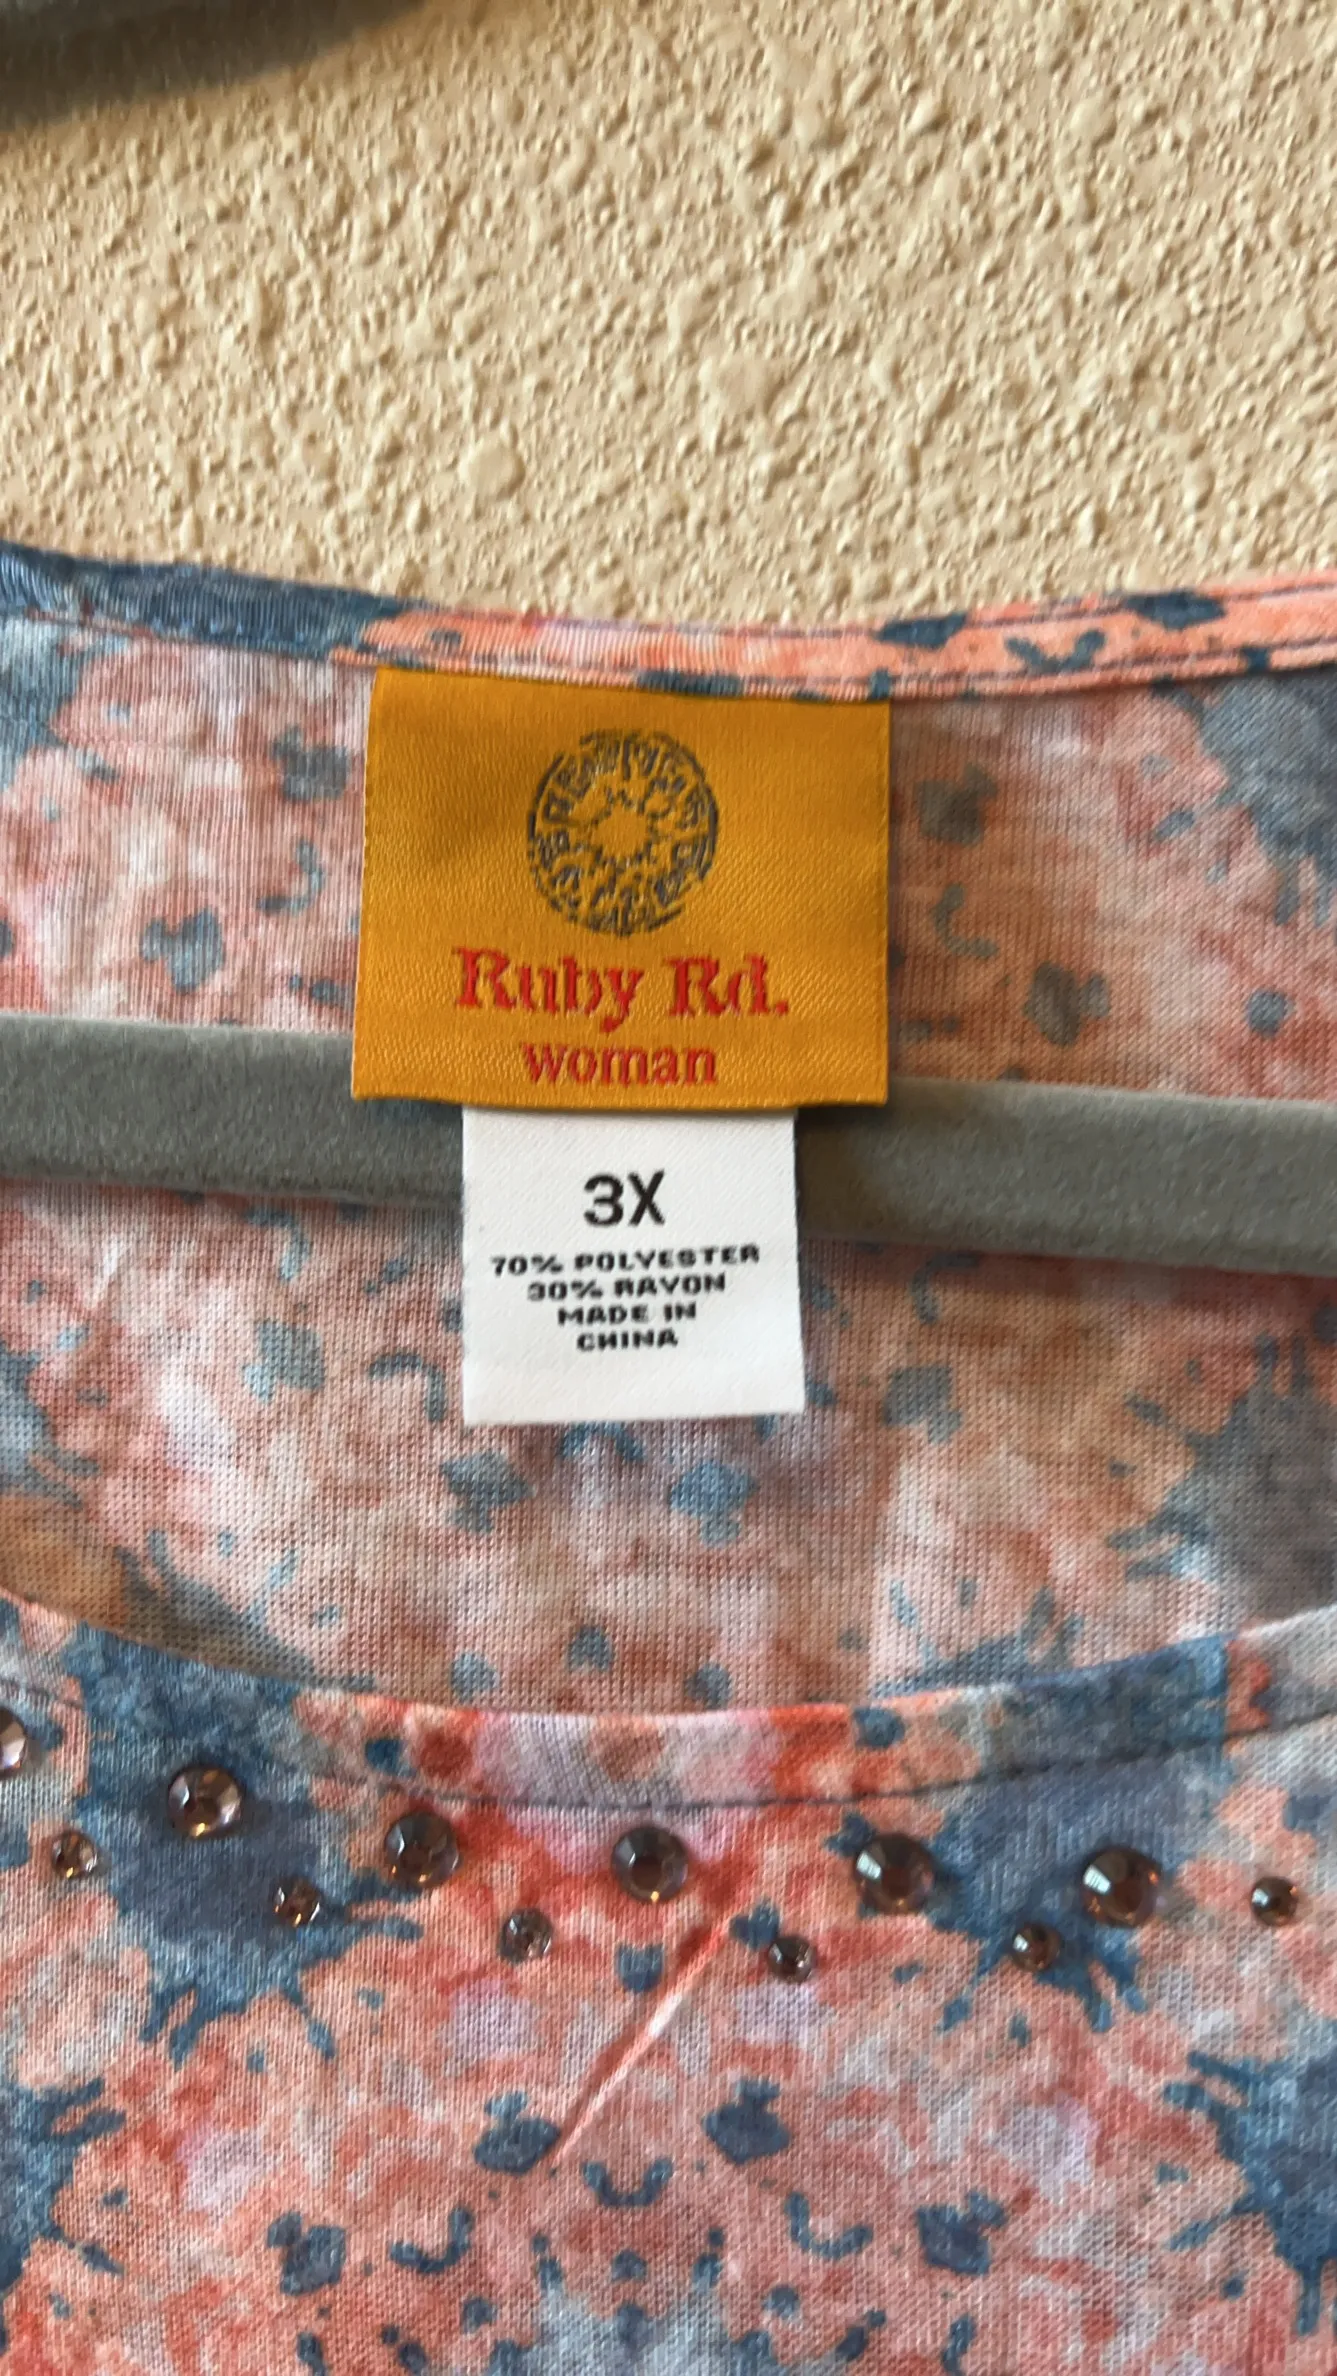 Ruby Rd.
woman
3X
70% POLYESTER
30% RAYON
MADE IN
CHINA